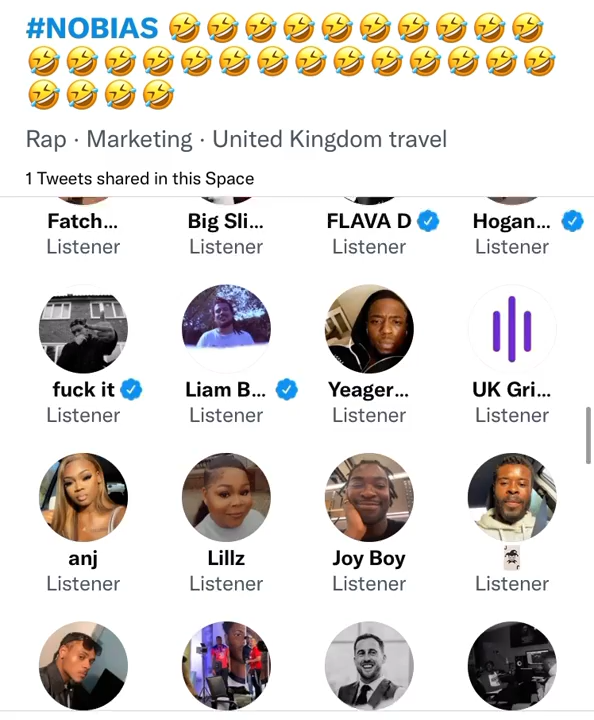 #NOBIAS 🤣🤣🤣🤣🤣🤣🤣🤣🤣🤣
🤣🤣🤣🤣🤣🤣🤣🤣🤣🤣🤣🤣🤣🤣
🤣🤣🤣🤣
Rap · Marketing · United Kingdom travel
1 Tweets shared in this Space
Fatch... Big Sli... FLAVA D Hogan...
Listener Listener Listener Listener
fuck it Liam B... Yeager... UK Gri...
Listener Listener Listener Listener
anj Lillz Joy Boy 🃏
Listener Listener Listener Listener